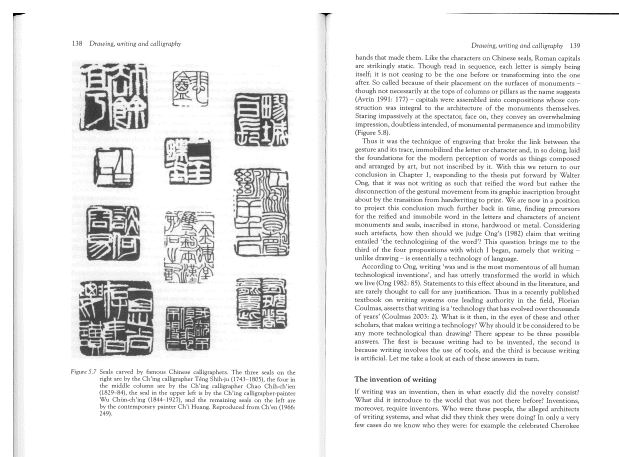 138 Drawing, writing and calligraphy
Figure 5.7 Seals carved by famous Chinese calligraphers. The three seals on the
right are by the Ch'ing calligrapher Têng Shih-ju (1743–1805), the four in
the middle column are by the Ch'ing calligrapher Chao Chih-ch'ien
(1829–84), the seal in the upper left is by the Ch'ing calligrapher-painter
Wu Chün-ch'ing (1844–1927), and the remaining seals on the left are
by the contemporary painter Ch'i Huang. Reproduced from Ch'en (1966:
249).
Drawing, writing and calligraphy 139
hands that made them. Like the characters on Chinese seals, Roman capitals
are strikingly static. Though read in sequence, each letter is simply being
itself; it is not ceasing to be the one before or transforming into the one
after. So called because of their placement on the surfaces of monuments –
though not necessarily at the tops of columns or pillars as the name suggests
(Avrin 1991: 177) – capitals were assembled into compositions whose con-
struction was integral to the architecture of the monuments themselves.
Staring impassively at the spectator, face on, they convey an overwhelming
impression, doubtless intended, of monumental permanence and immobility
(Figure 5.8).
Thus it was the technique of engraving that broke the link between the
gesture and its trace, immobilized the letter or character and, in so doing, laid
the foundations for the modern perception of words as things composed
and arranged by art, but not inscribed by it. With this we return to our
conclusion in Chapter 1, responding to the thesis put forward by Walter
Ong, that it was not writing as such that reified the word but rather the
disconnection of the gestural movement from its graphic inscription brought
about by the transition from handwriting to print. We are now in a position
to project this conclusion much further back in time, finding precursors
for the reified and immobile word in the letters and characters of ancient
monuments and seals, inscribed in stone, hardwood or metal. Considering
such artefacts, how then should we judge Ong's (1982) claim that writing
entailed 'the technologizing of the word'? This question brings me to the
third of the four propositions with which I began, namely that writing –
unlike drawing – is essentially a technology of language.
According to Ong, writing 'was and is the most momentous of all human
technological inventions', and has utterly transformed the world in which
we live (Ong 1982: 85). Statements to this effect abound in the literature, and
are rarely thought to call for any justification. Thus in a recently published
textbook on writing systems one leading authority in the field, Florian
Coulmas, asserts that writing is a 'technology that has evolved over thousands
of years' (Coulmas 2003: 2). What is it then, in the eyes of these and other
scholars, that makes writing a technology? Why should it be considered to be
any more technological than drawing? There appear to be three possible
answers. The first is because writing had to be invented, the second is
because writing involves the use of tools, and the third is because writing
is artificial. Let me take a look at each of these answers in turn.
The invention of writing
If writing was an invention, then in what exactly did the novelty consist?
What did it introduce to the world that was not there before? Inventions,
moreover, require inventors. Who were these people, the alleged architects
of writing systems, and what did they think they were doing? In only a very
few cases do we know who they were: for example the celebrated Cherokee